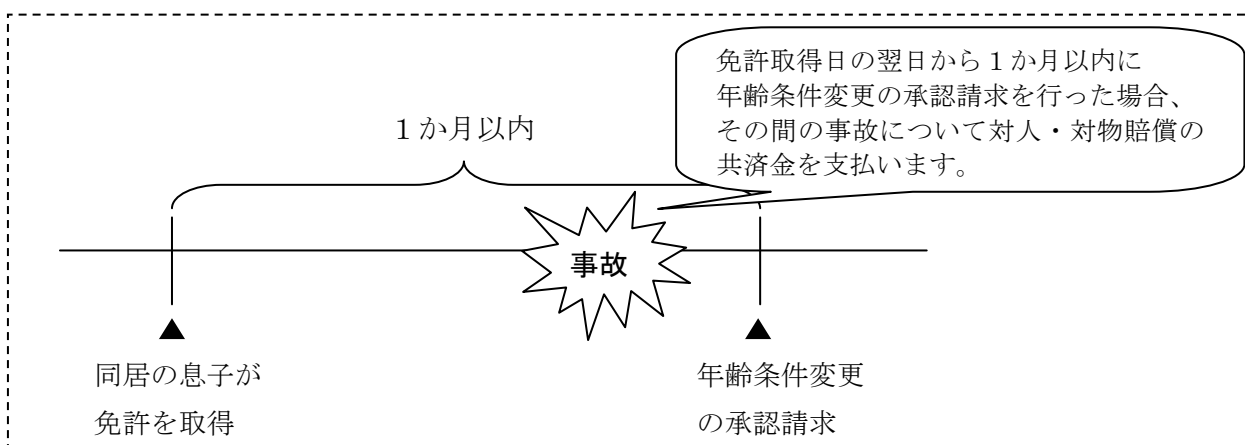 免許取得日の翌日から１か月以内に
年齢条件変更の承認請求を行った場合、
その間の事故について対人・対物賠償の
共済金を支払います。
１か月以内
事故
▲
▲
同居の息子が
免許を取得
年齢条件変更
の承認請求